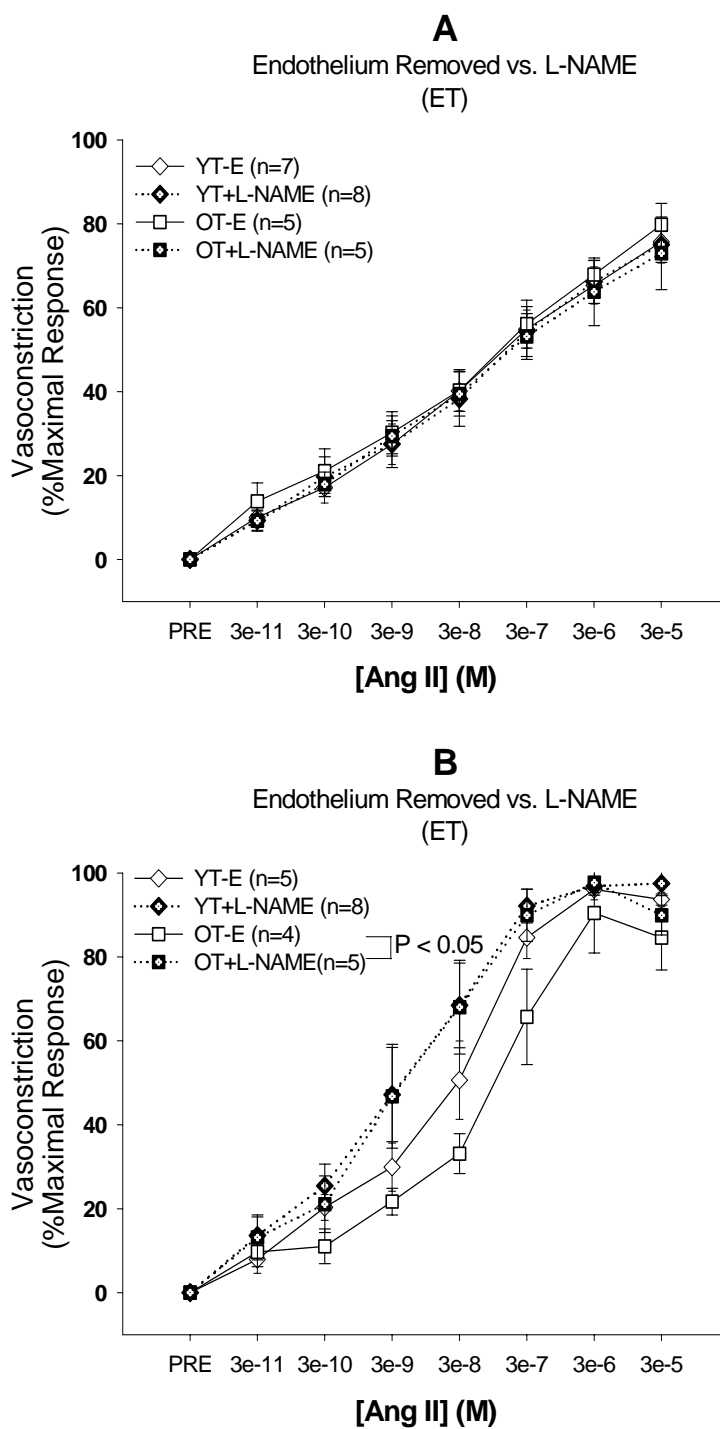 A
Endothelium Removed vs. L-NAME
(ET)
Vasoconstriction
(%Maximal Response)
100
80
60
40
20
0
YT-E (n=7)
YT+L-NAME (n=8)
OT-E (n=5)
OT+L-NAME (n=5)
PRE 3e-11 3e-10 3e-9 3e-8 3e-7 3e-6 3e-5
[Ang II] (M)
B
Endothelium Removed vs. L-NAME
(ET)
Vasoconstriction
(%Maximal Response)
100
80
60
40
20
0
YT-E (n=5)
YT+L-NAME (n=8)
OT-E (n=4)
OT+L-NAME(n=5)
P < 0.05
PRE 3e-11 3e-10 3e-9 3e-8 3e-7 3e-6 3e-5
[Ang II] (M)